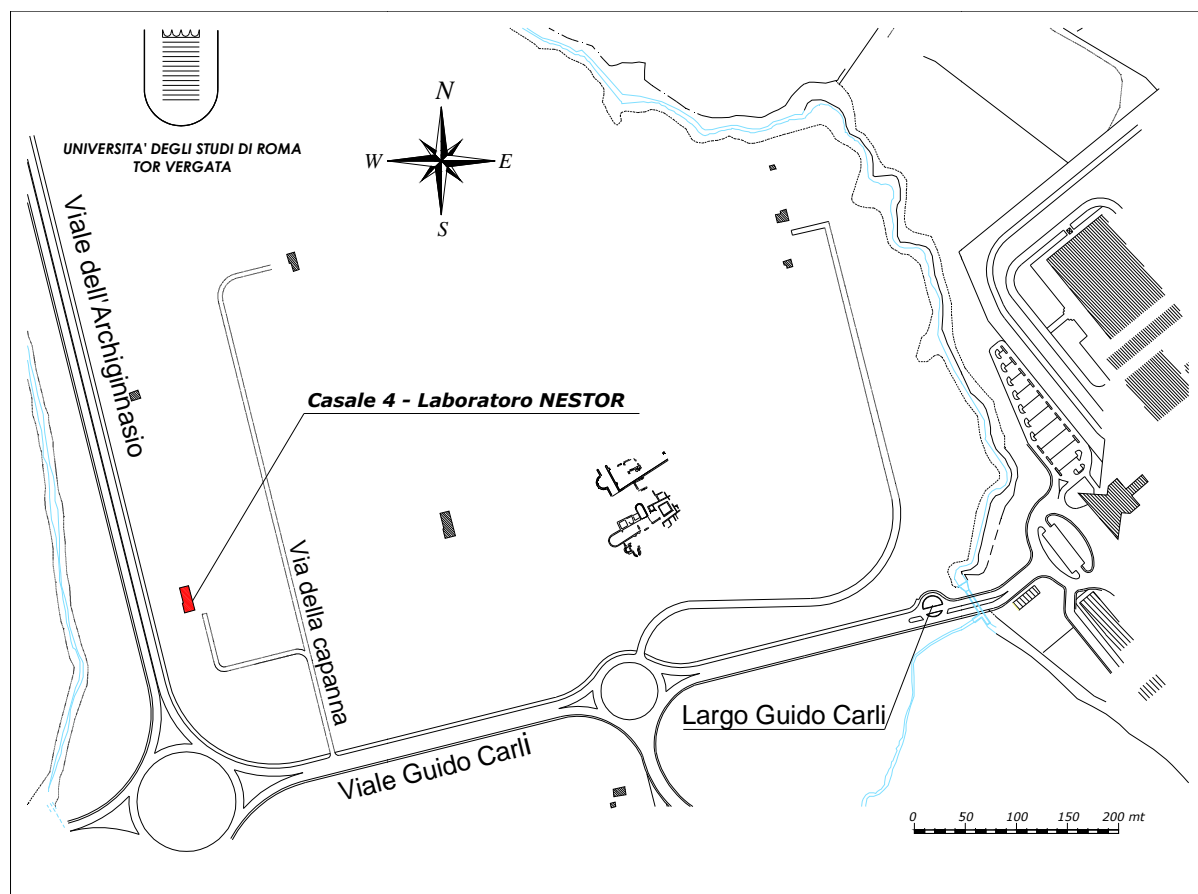 UNIVERSITA' DEGLI STUDI DI ROMA
TOR VERGATA
N
W
E
S
Viale dell'Archiginnasio
Casale 4 - Laboratoro NESTOR
Via della capanna
Largo Guido Carli
Viale Guido Carli
0 50 100 150 200 mt